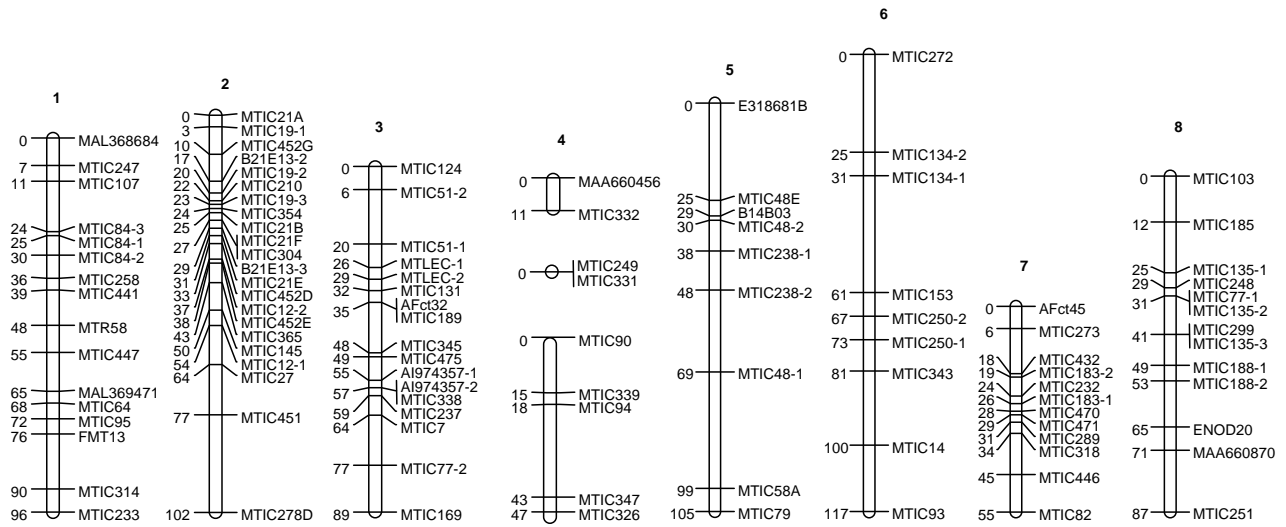 1
0 MAL368684
7 MTIC247
11 MTIC107
24 MTIC84-3
25 MTIC84-1
30 MTIC84-2
36 MTIC258
39 MTIC441
48 MTR58
55 MTIC447
65 MAL369471
68 MTIC64
72 MTIC95
76 FMT13
90 MTIC314
96 MTIC233
2
0 MTIC21A
3 MTIC19-1
10 MTIC452G
17 B21E13-2
20 MTIC19-2
22 MTIC210
23 MTIC19-3
24 MTIC354
25 MTIC21B
27 MTIC21F
MTIC304
29 B21E13-3
31 MTIC21E
33 MTIC452D
37 MTIC12-2
38 MTIC452E
43 MTIC365
50 MTIC145
54 MTIC12-1
64 MTIC27
77 MTIC451
102 MTIC278D
3
0 MTIC124
6 MTIC51-2
20 MTIC51-1
26 MTLEC-1
29 MTLEC-2
32 MTIC131
35 AFct32
MTIC189
48 MTIC345
49 MTIC475
55 AI974357-1
57 AI974357-2
MTIC338
59 MTIC237
64 MTIC7
77 MTIC77-2
89 MTIC169
4
0 MAA660456
11 MTIC332
0 MTIC249
MTIC331
0 MTIC90
15 MTIC339
18 MTIC94
43 MTIC347
47 MTIC326
5
0 E318681B
25 MTIC48E
29 B14B03
30 MTIC48-2
38 MTIC238-1
48 MTIC238-2
69 MTIC48-1
99 MTIC58A
105 MTIC79
6
0 MTIC272
25 MTIC134-2
31 MTIC134-1
61 MTIC153
67 MTIC250-2
73 MTIC250-1
81 MTIC343
100 MTIC14
117 MTIC93
7
0 AFct45
6 MTIC273
18 MTIC432
19 MTIC183-2
24 MTIC232
26 MTIC183-1
28 MTIC470
29 MTIC471
31 MTIC289
34 MTIC318
45 MTIC446
55 MTIC82
8
0 MTIC103
12 MTIC185
25 MTIC135-1
29 MTIC248
31 MTIC77-1
MTIC135-2
41 MTIC299
MTIC135-3
49 MTIC188-1
53 MTIC188-2
65 ENOD20
71 MAA660870
87 MTIC251